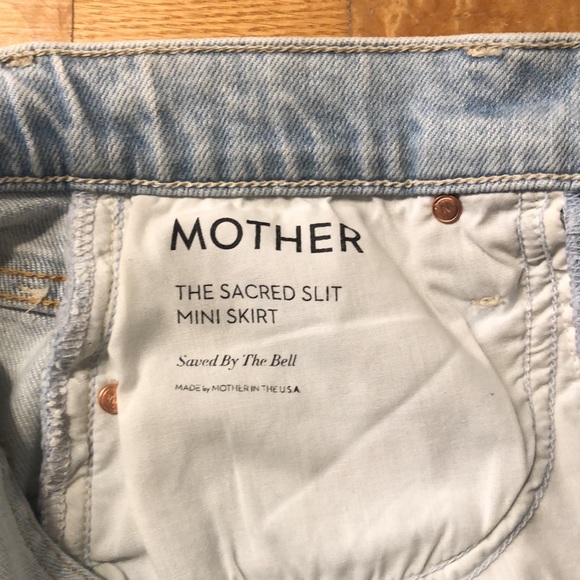 MOTHER
THE SACRED SLIT
MINI SKIRT
Saved By The Bell
MADE by MOTHER IN THE U.S.A.